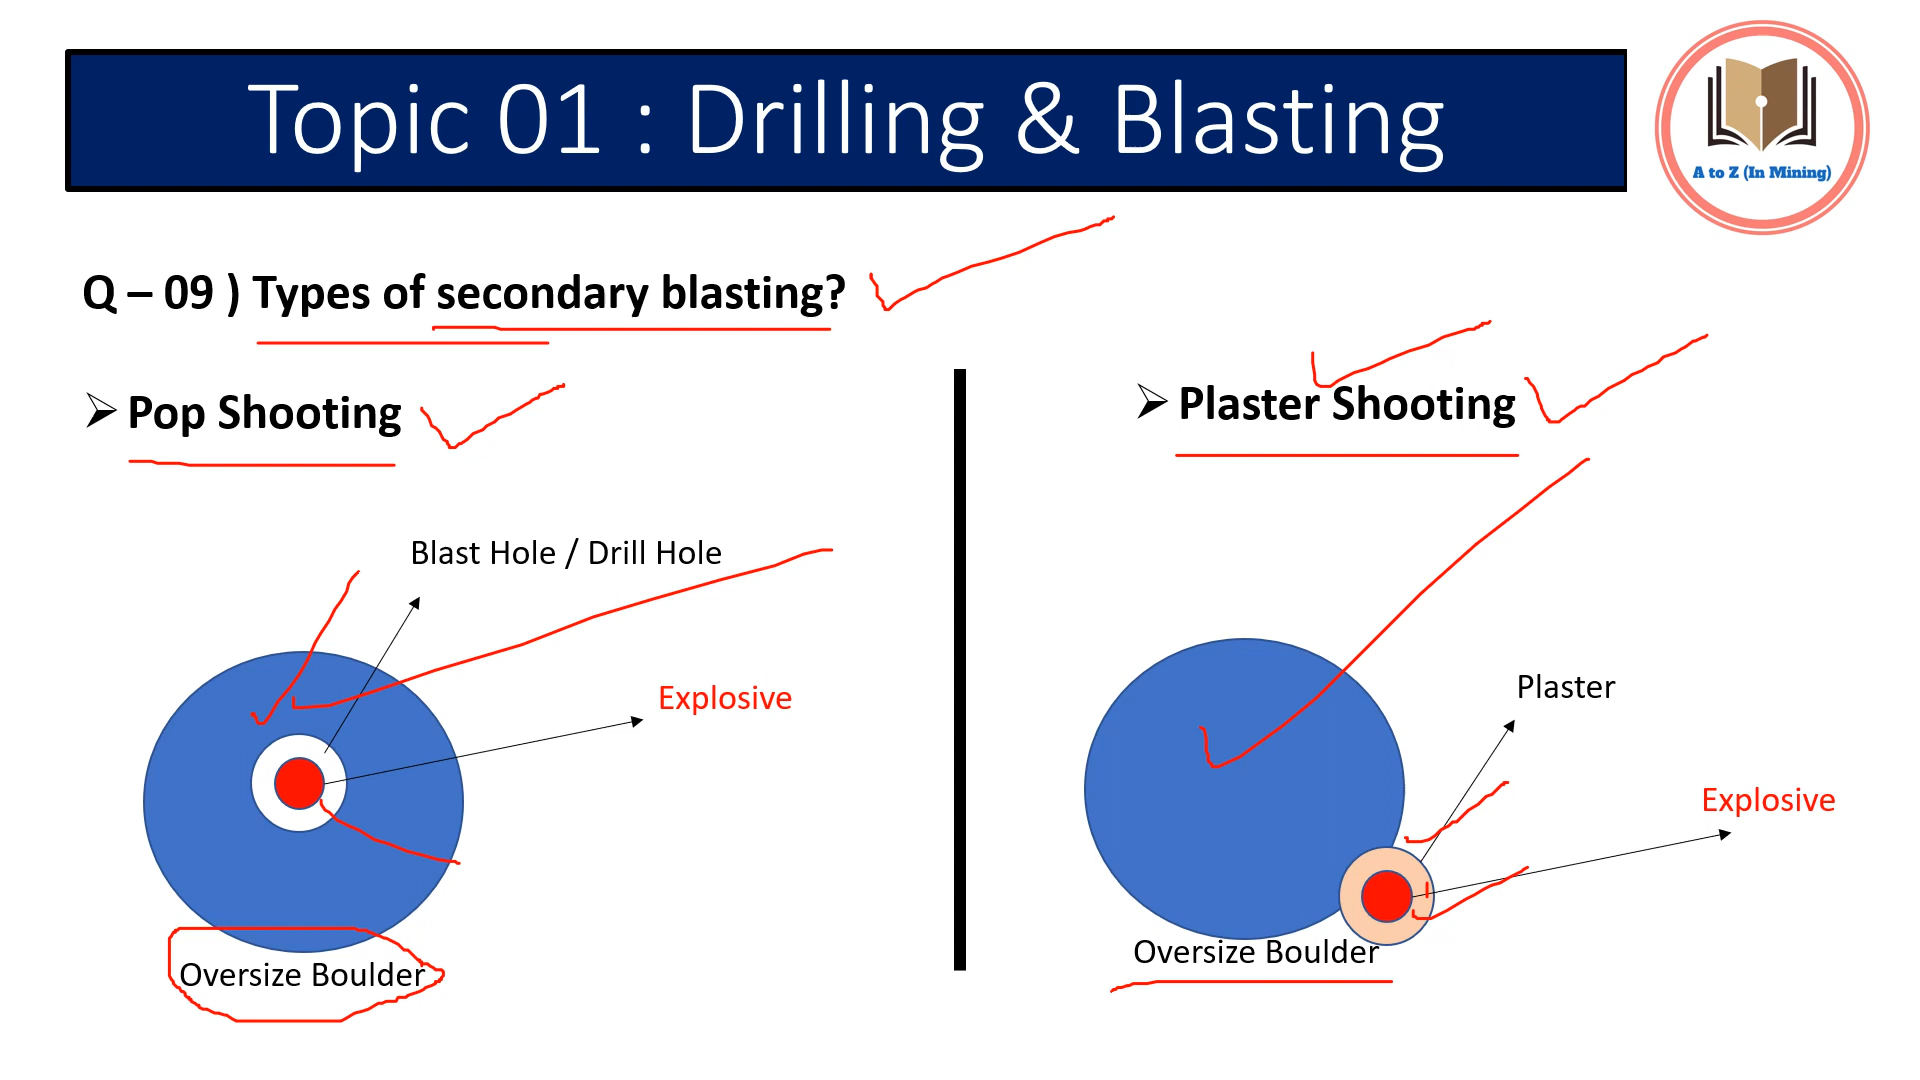 Topic 01 : Drilling & Blasting
A to Z (In Mining)
Q – 09 ) Types of secondary blasting?
➢ Pop Shooting
Blast Hole / Drill Hole
Explosive
Oversize Boulder
➢ Plaster Shooting
Plaster
Explosive
Oversize Boulder